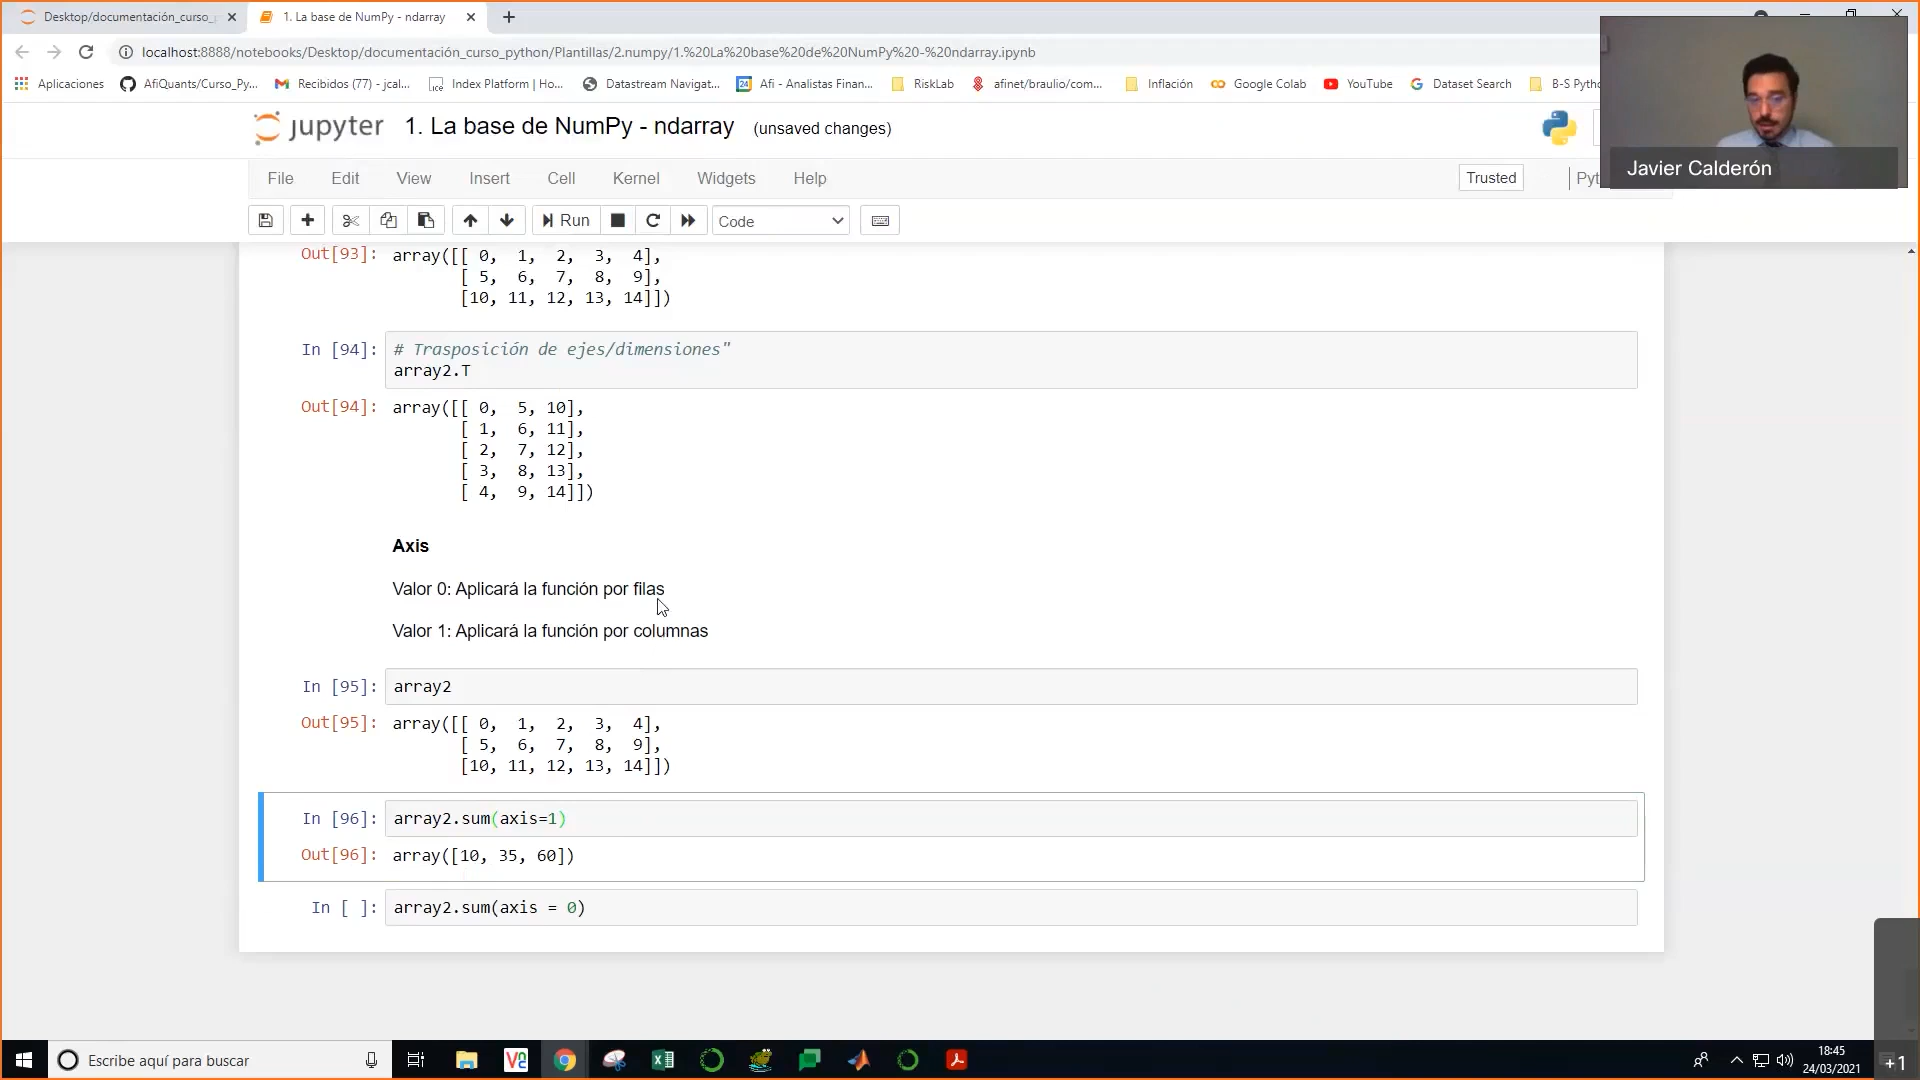 Desktop/documentación_curso_
1. La base de NumPy - ndarray
localhost:8888/notebooks/Desktop/documentación_curso_python/Plantillas/2.numpy/1.%20La%20base%20de%20NumPy%20-%20ndarray.ipynb
Aplicaciones
AfiQuants/Curso_Py...
Recibidos (77) - jcal...
Index Platform | Ho...
Datastream Navigat...
Afi - Analistas Finan...
RiskLab
afinet/braulio/com...
Inflación
Google Colab
YouTube
Dataset Search
B-S Pytho
jupyter
1. La base de NumPy - ndarray
(unsaved changes)
Javier Calderón
File Edit View Insert Cell Kernel Widgets Help
Trusted
Pyt
Run
Code
Out[93]: array([[ 0, 1, 2, 3, 4],
[ 5, 6, 7, 8, 9],
[10, 11, 12, 13, 14]])
In [94]: # Trasposición de ejes/dimensiones"
array2.T
Out[94]: array([[ 0, 5, 10],
[ 1, 6, 11],
[ 2, 7, 12],
[ 3, 8, 13],
[ 4, 9, 14]])
Axis
Valor 0: Aplicará la función por filas
Valor 1: Aplicará la función por columnas
In [95]: array2
Out[95]: array([[ 0, 1, 2, 3, 4],
[ 5, 6, 7, 8, 9],
[10, 11, 12, 13, 14]])
In [96]: array2.sum(axis=1)
Out[96]: array([10, 35, 60])
In [ ]: array2.sum(axis = 0)
Escribe aquí para buscar
18:45
24/03/2021
+1